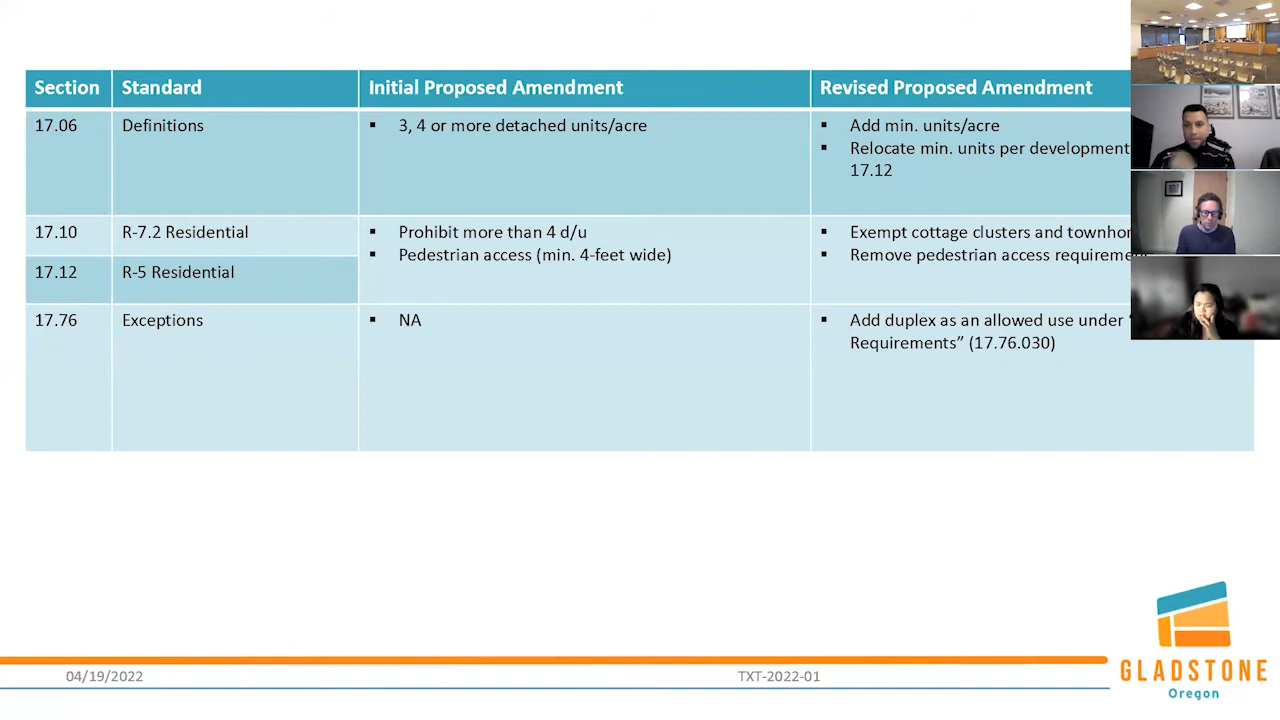 Section Standard Initial Proposed Amendment Revised Proposed Amendment
17.06 Definitions ▪ 3, 4 or more detached units/acre ▪ Add min. units/acre
▪ Relocate min. units per development
17.12
17.10 R-7.2 Residential ▪ Prohibit more than 4 d/u ▪ Exempt cottage clusters and
▪ Pedestrian access (min. 4-feet wide) ▪ Remove pedestrian access
17.12 R-5 Residential
17.76 Exceptions ▪ NA ▪ Add duplex as an allowed use under
Requirements” (17.76.030)
04/19/2022 TXT-2022-01
GLADSTONE
Oregon